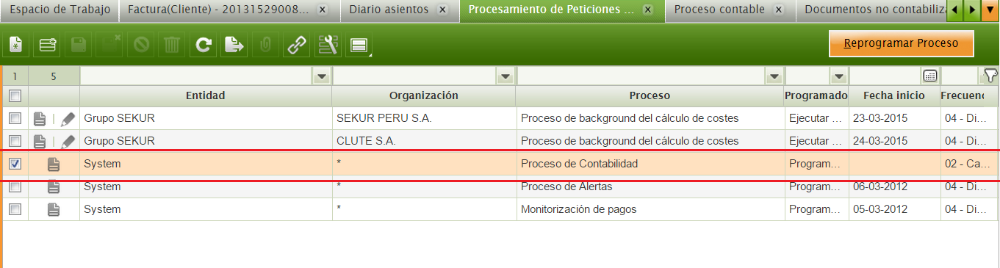 Espacio de Trabajo Factura(Cliente) - 20131529008... x Diario asientos x Procesamiento de Peticiones ... x Proceso contable x Documentos no contabiliza
Reprogramar Proceso
1 5
Entidad Organización Proceso Programado Fecha inicio Frecuenc
Grupo SEKUR SEKUR PERU S.A. Proceso de background del cálculo de costes Ejecutar ... 23-03-2015 04 - Di...
Grupo SEKUR CLUTE S.A. Proceso de background del cálculo de costes Ejecutar ... 24-03-2015 04 - Di...
System * Proceso de Contabilidad Program... 02 - Ca...
System * Proceso de Alertas Program... 06-03-2012 04 - Di...
System * Monitorización de pagos Program... 05-03-2012 04 - Di...